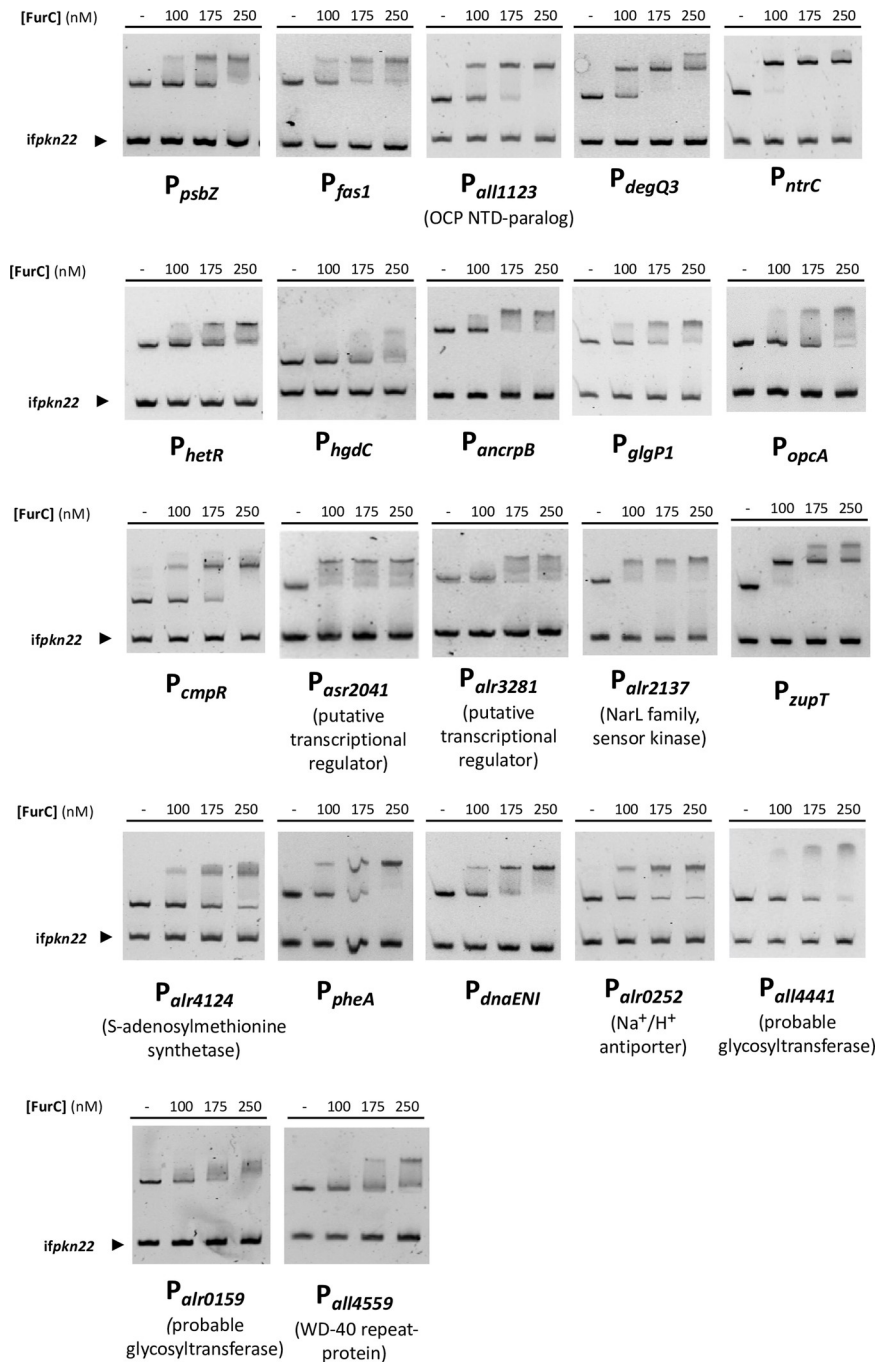 [FurC] (nM) - 100 175 250 - 100 175 250 - 100 175 250 - 100 175 250 - 100 175 250
ifpkn22 ►
PpsbZ Pfas1 Pall1123 PdegQ3 PntrC
(OCP NTD-paralog)
[FurC] (nM) - 100 175 250 - 100 175 250 - 100 175 250 - 100 175 250 - 100 175 250
ifpkn22 ►
PhetR PhgdC PancrpB PglgP1 PopcA
[FurC] (nM) - 100 175 250 - 100 175 250 - 100 175 250 - 100 175 250 - 100 175 250
ifpkn22 ►
PcmpR Pasr2041 Palr3281 Palr2137 PzupT
(putative (putative (NarL family,
transcriptional transcriptional sensor kinase)
regulator) regulator)
[FurC] (nM) - 100 175 250 - 100 175 250 - 100 175 250 - 100 175 250 - 100 175 250
ifpkn22 ►
Palr4124 PpheA PdnaENI Palr0252 Pall4441
(S-adenosylmethionine (Na+/H+ (probable
synthetase) antiporter) glycosyltransferase)
[FurC] (nM) - 100 175 250 - 100 175 250
ifpkn22 ►
Palr0159 Pall4559
(probable (WD-40 repeat-
glycosyltransferase) protein)